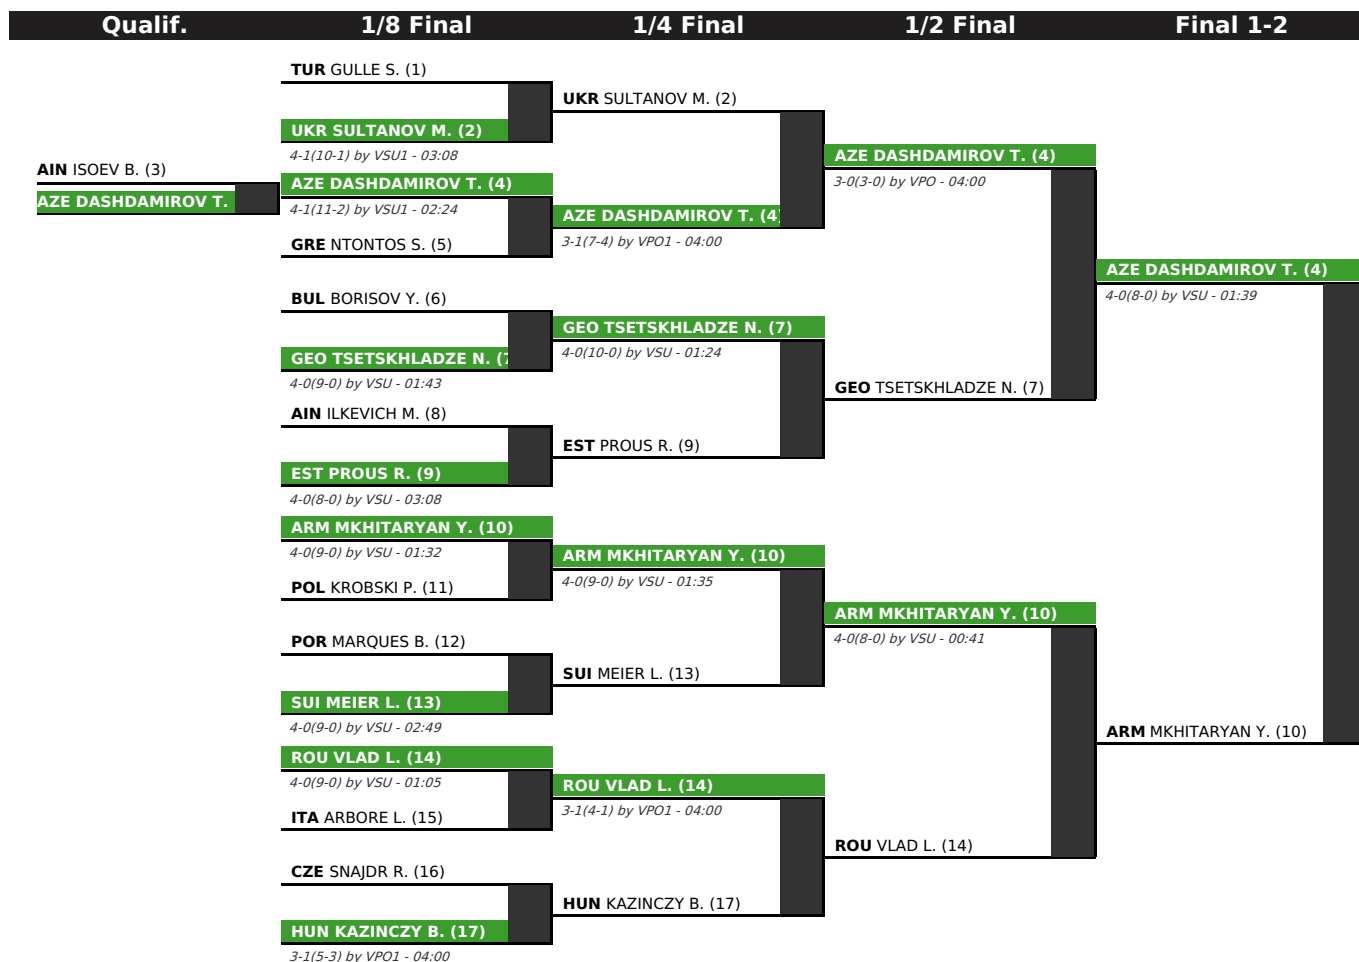 Qualif.
1/8 Final
1/4 Final
1/2 Final
Final 1-2
AIN ISOEV B. (3)
AZE DASHDAMIROV T.
TUR GULLE S. (1)
UKR SULTANOV M. (2)
4-1(10-1) by VSU1 - 03:08
AZE DASHDAMIROV T. (4)
4-1(11-2) by VSU1 - 02:24
GRE NTONTOS S. (5)
BUL BORISOV Y. (6)
GEO TSETSKHLADZE N. (7
4-0(9-0) by VSU - 01:43
AIN ILKEVICH M. (8)
EST PROUS R. (9)
4-0(8-0) by VSU - 03:08
ARM MKHITARYAN Y. (10)
4-0(9-0) by VSU - 01:32
POL KROBSKI P. (11)
POR MARQUES B. (12)
SUI MEIER L. (13)
4-0(9-0) by VSU - 02:49
ROU VLAD L. (14)
4-0(9-0) by VSU - 01:05
ITA ARBORE L. (15)
CZE SNAJDR R. (16)
HUN KAZINCZY B. (17)
3-1(5-3) by VPO1 - 04:00
UKR SULTANOV M. (2)
AZE DASHDAMIROV T. (4)
3-1(7-4) by VPO1 - 04:00
GEO TSETSKHLADZE N. (7)
4-0(10-0) by VSU - 01:24
EST PROUS R. (9)
ARM MKHITARYAN Y. (10)
4-0(9-0) by VSU - 01:35
SUI MEIER L. (13)
ROU VLAD L. (14)
3-1(4-1) by VPO1 - 04:00
HUN KAZINCZY B. (17)
AZE DASHDAMIROV T. (4)
3-0(3-0) by VPO - 04:00
GEO TSETSKHLADZE N. (7)
ARM MKHITARYAN Y. (10)
4-0(8-0) by VSU - 00:41
ROU VLAD L. (14)
AZE DASHDAMIROV T. (4)
4-0(8-0) by VSU - 01:39
ARM MKHITARYAN Y. (10)